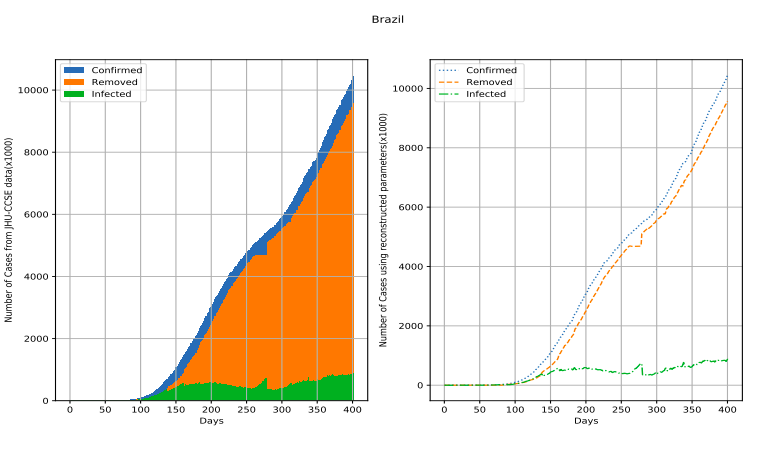 Brazil
Number of Cases from JHU-CCSE data(x1000)
10000
8000
6000
4000
2000
0
Confirmed
Removed
Infected
0 50 100 150 200 250 300 350 400
Days
Number of Cases using reconstructed parameters(x1000)
10000
8000
6000
4000
2000
0
Confirmed
Removed
Infected
0 50 100 150 200 250 300 350 400
Days